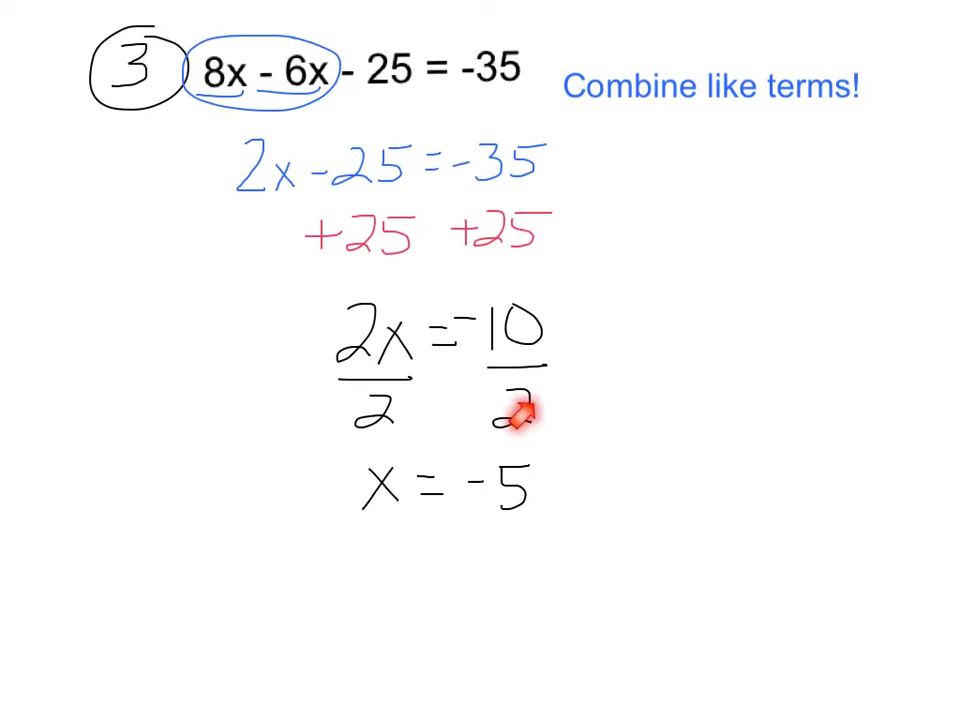 3 8x - 6x - 25 = -35
Combine like terms!
2x - 25 = -35
+25 +25
2x = -10
2 2
x = -5